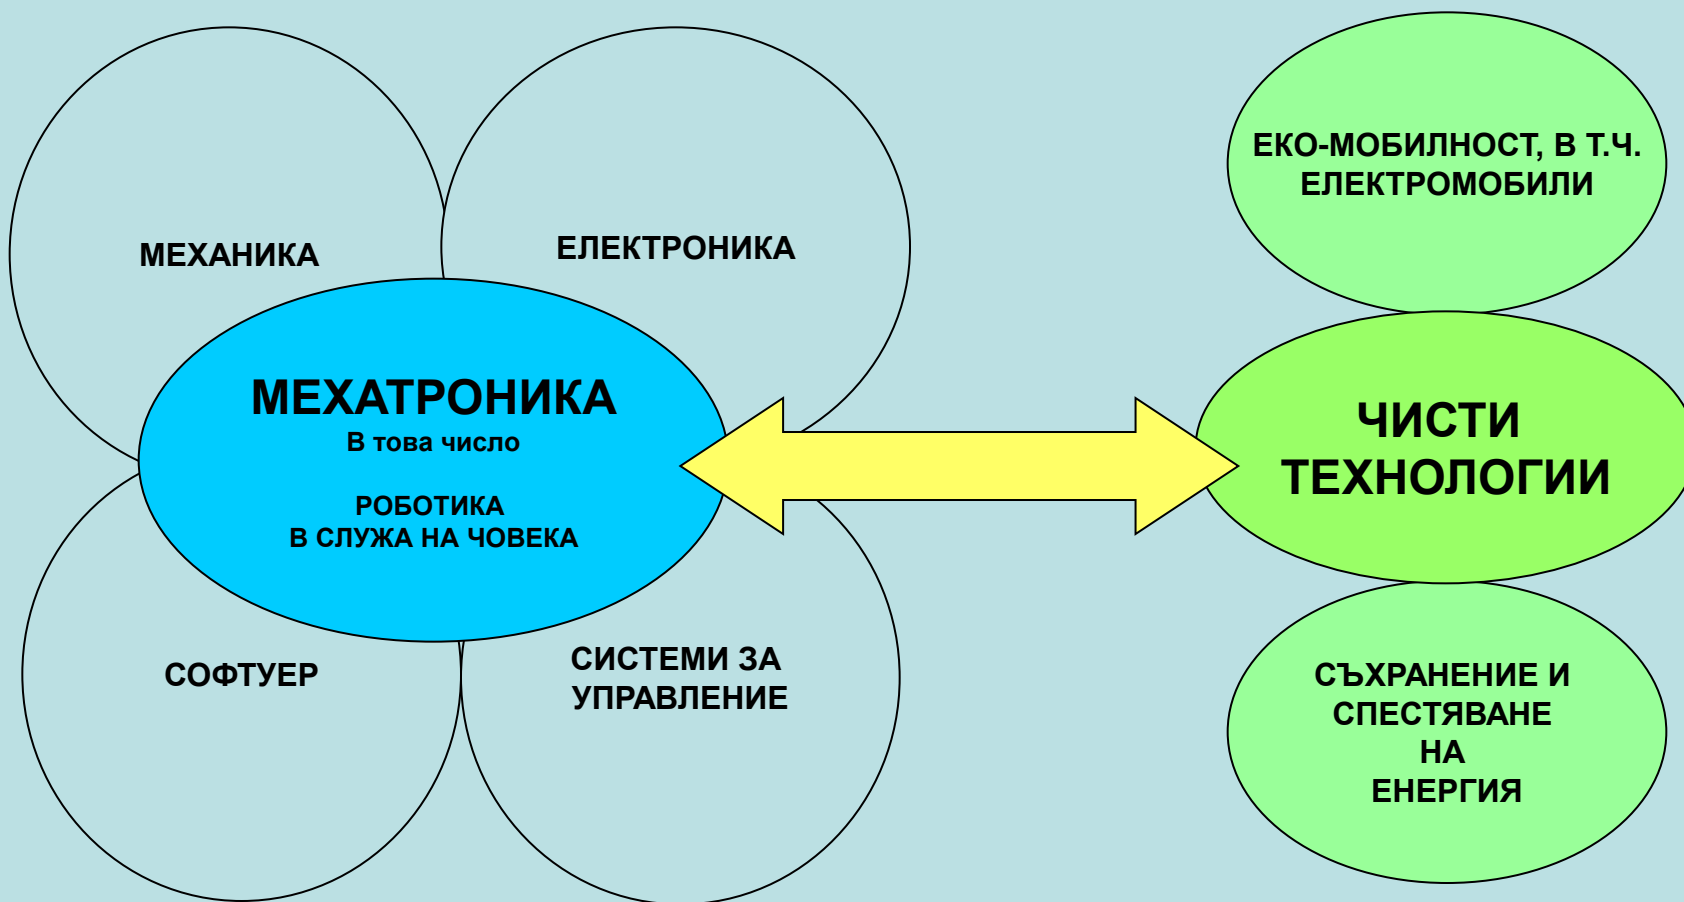 МЕХАНИКА
ЕЛЕКТРОНИКА
МЕХАТРОНИКА
В това число
РОБОТИКА
В СЛУЖА НА ЧОВЕКА
СОФТУЕР
СИСТЕМИ ЗА
УПРАВЛЕНИЕ
ЕКО-МОБИЛНОСТ, В Т.Ч.
ЕЛЕКТРОМОБИЛИ
ЧИСТИ
ТЕХНОЛОГИИ
СЪХРАНЕНИЕ И
СПЕСТЯВАНЕ
НА
ЕНЕРГИЯ